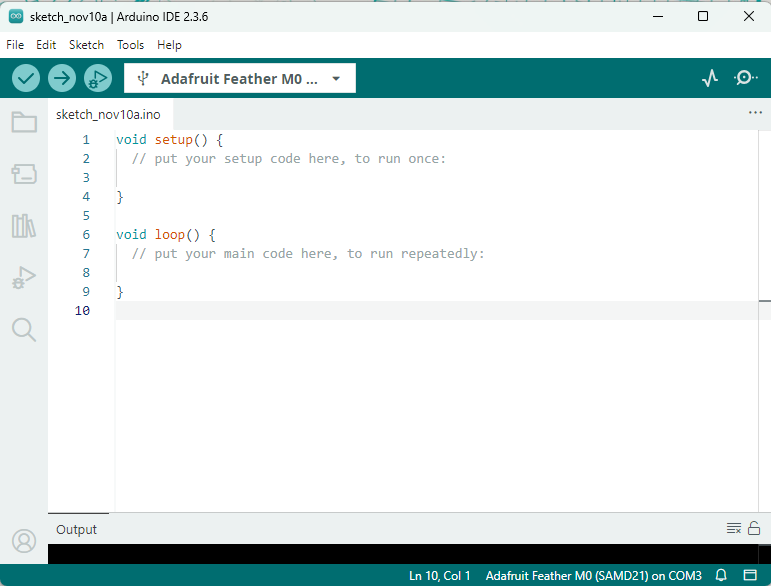 sketch_nov10a | Arduino IDE 2.3.6
File Edit Sketch Tools Help
Adafruit Feather M0 ...
sketch_nov10a.ino
1 void setup() {
2 // put your setup code here, to run once:
3
4 }
5
6 void loop() {
7 // put your main code here, to run repeatedly:
8
9 }
10
Output
Ln 10, Col 1 Adafruit Feather M0 (SAMD21) on COM3